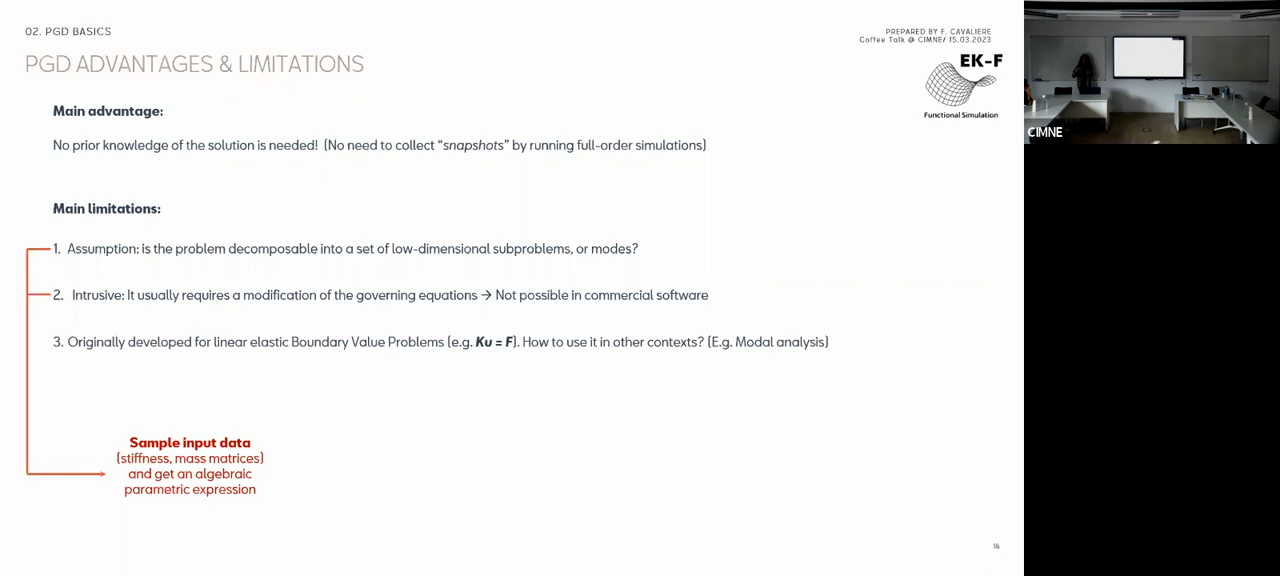 02. PGD BASICS
PREPARED BY F. CAVALIERE
Coffee Talk @ CIMNE/ 15.03.2023
PGD ADVANTAGES & LIMITATIONS
EK-F
Functional Simulation
Main advantage:
No prior knowledge of the solution is needed! (No need to collect “snapshots” by running full-order simulations)
Main limitations:
1. Assumption: is the problem decomposable into a set of low-dimensional subproblems, or modes?
2. Intrusive: It usually requires a modification of the governing equations → Not possible in commercial software
3. Originally developed for linear elastic Boundary Value Problems (e.g. Ku = F). How to use it in other contexts? (E.g. Modal analysis)
Sample input data
(stiffness, mass matrices)
and get an algebraic
parametric expression
14
CIMNE